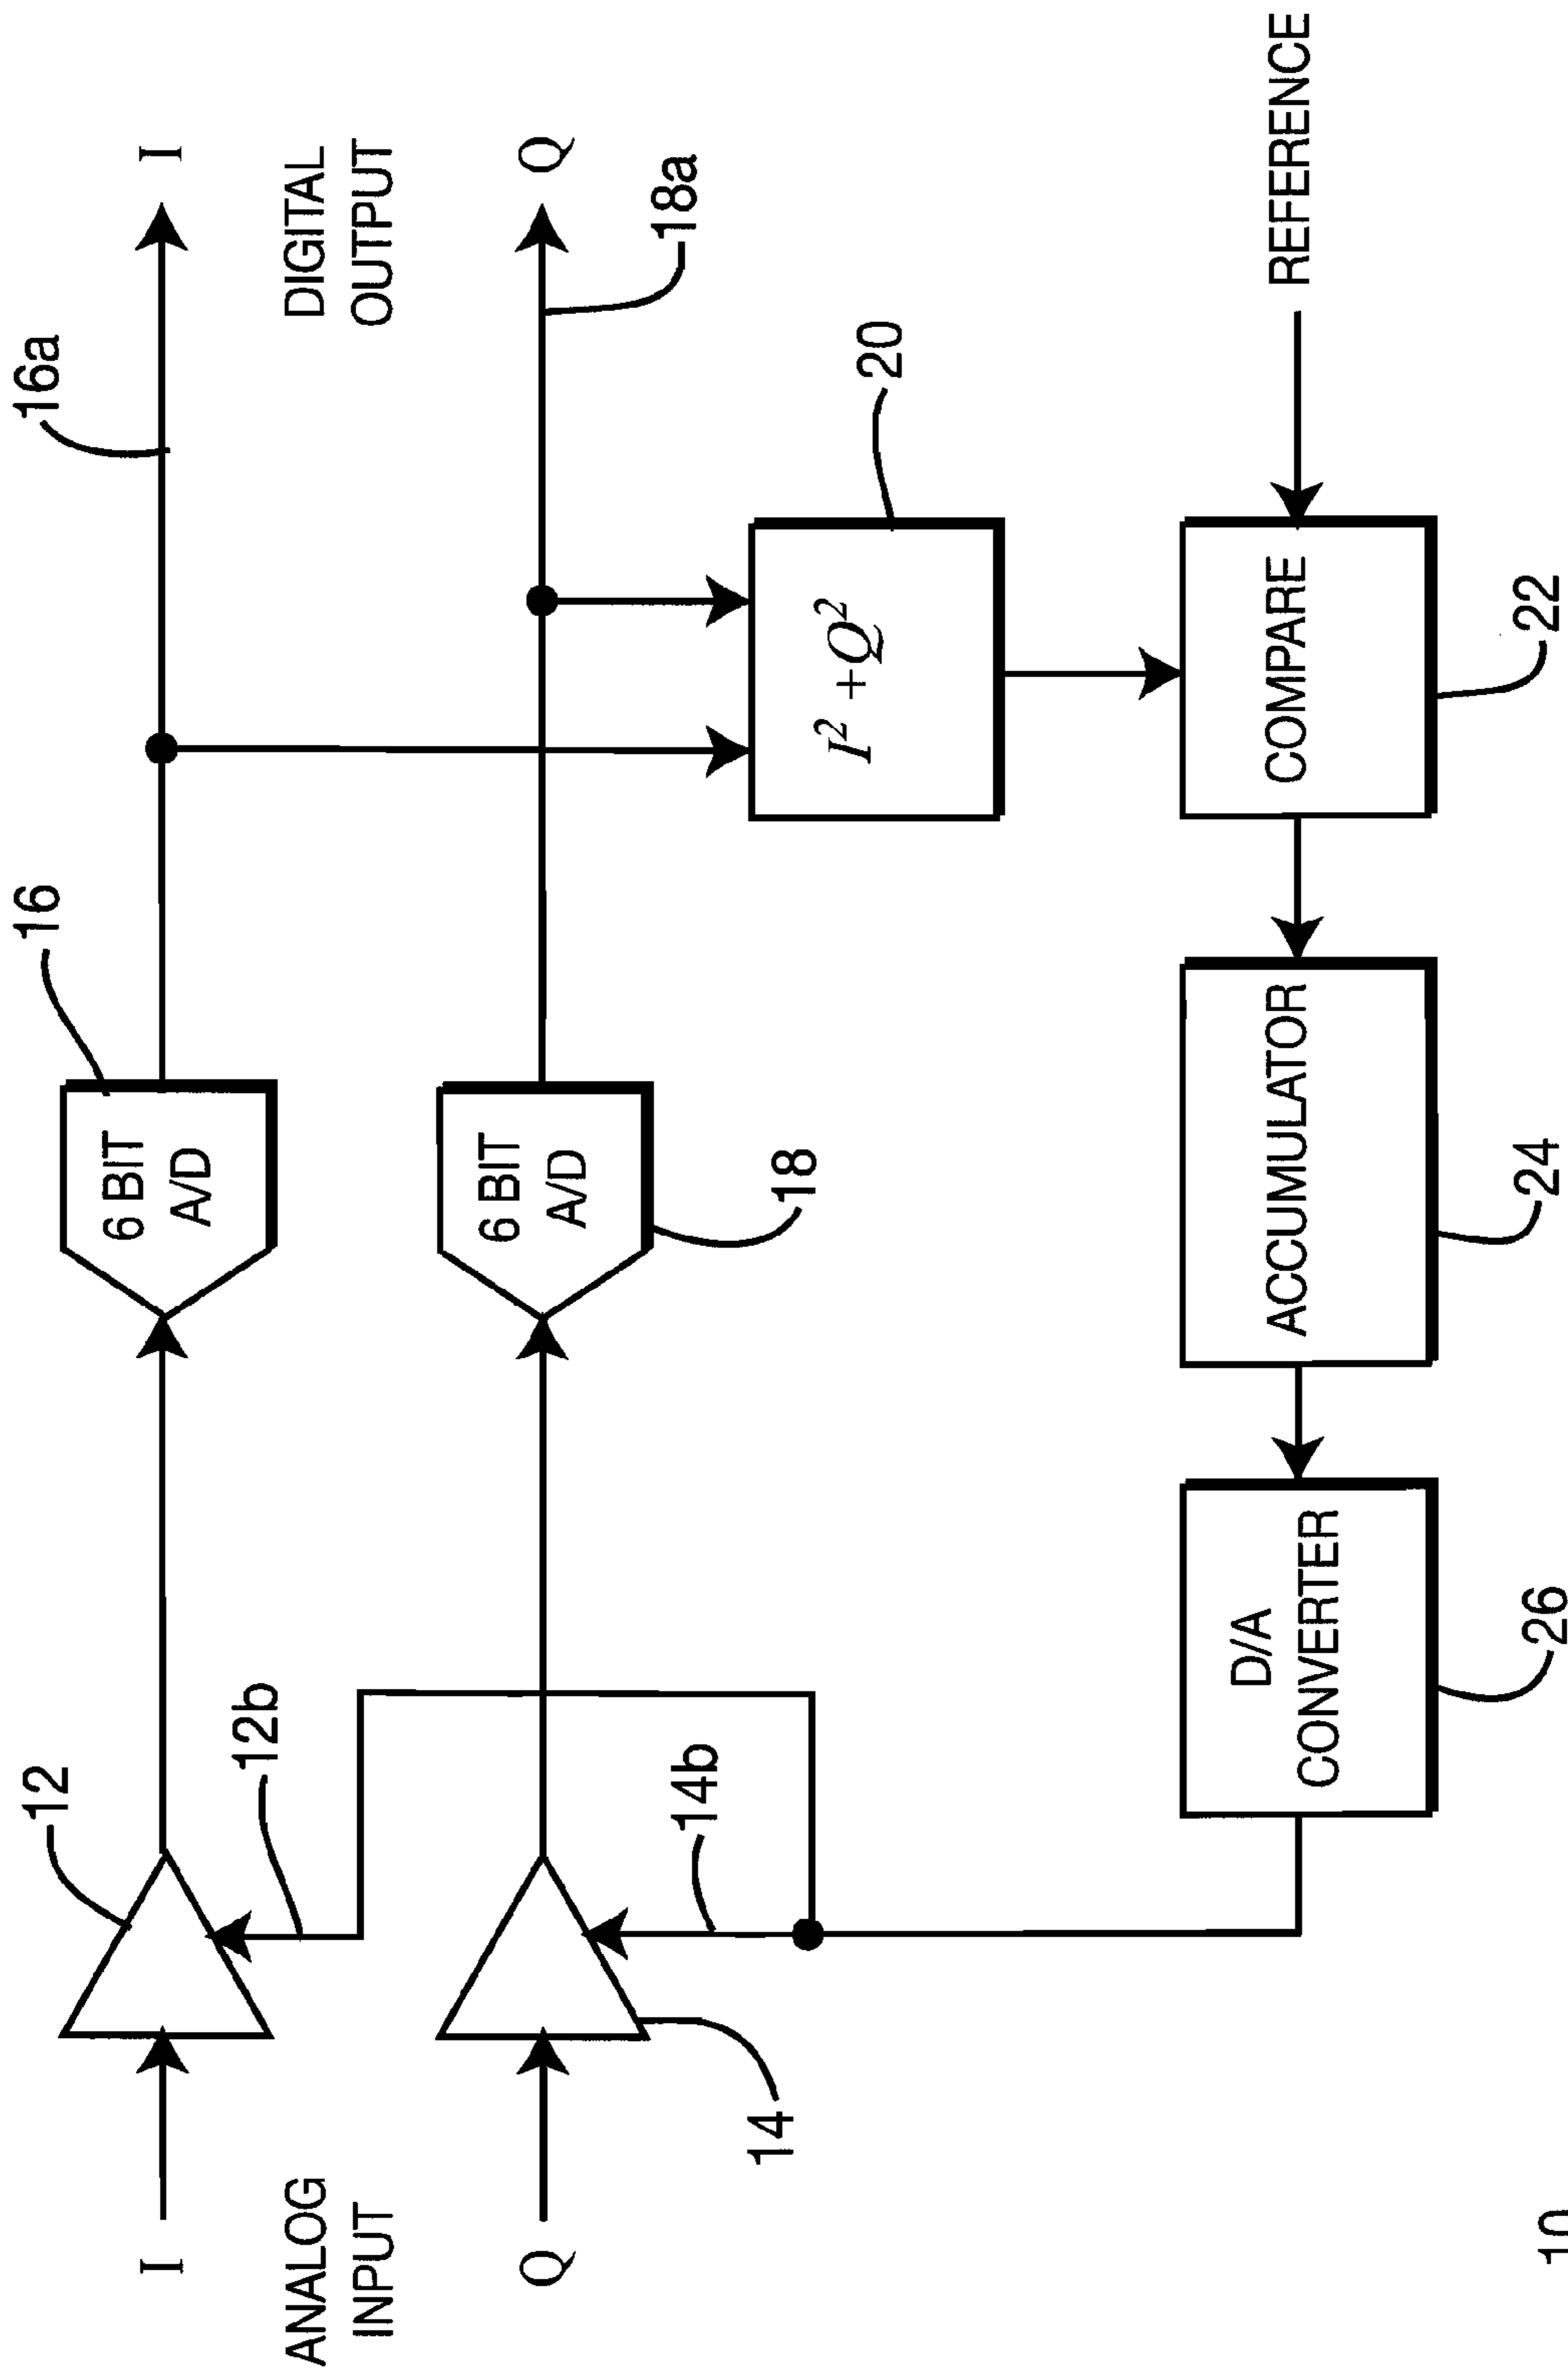 16a
I
DIGITAL
OUTPUT
Q
18a
16
6 BIT
A/D
6 BIT
A/D
18
20
I² +Q²
12
12b
14b
14
I
ANALOG
INPUT
Q
REFERENCE
COMPARE
22
ACCUMULATOR
24
D/A
CONVERTER
26
10